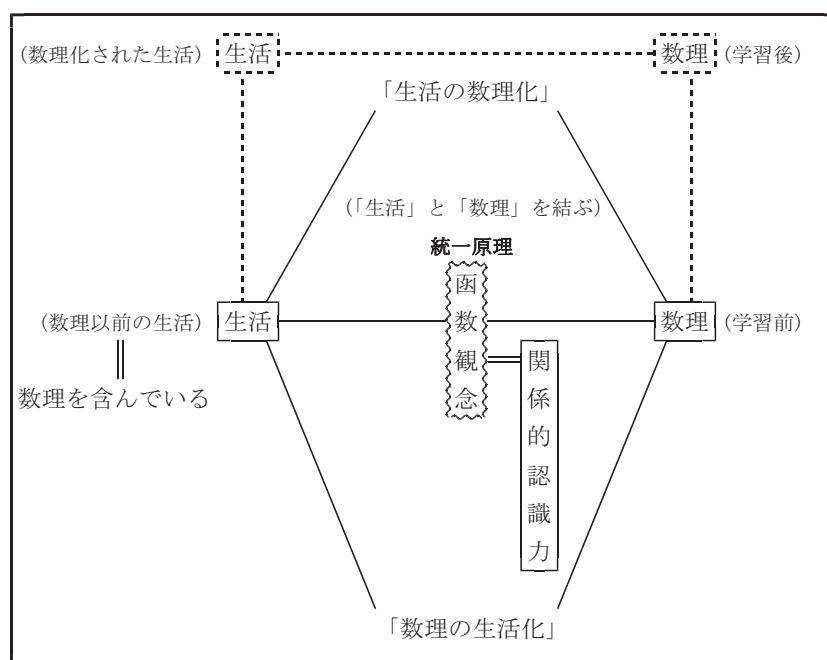 (数理化された生活) 生活 数理 (学習後)
「生活の数理化」
(「生活」と「数理」を結ぶ)
統一原理
函数観念
(数理以前の生活) 生活 数理 (学習前)
関係的認識力
数理を含んでいる
「数理の生活化」